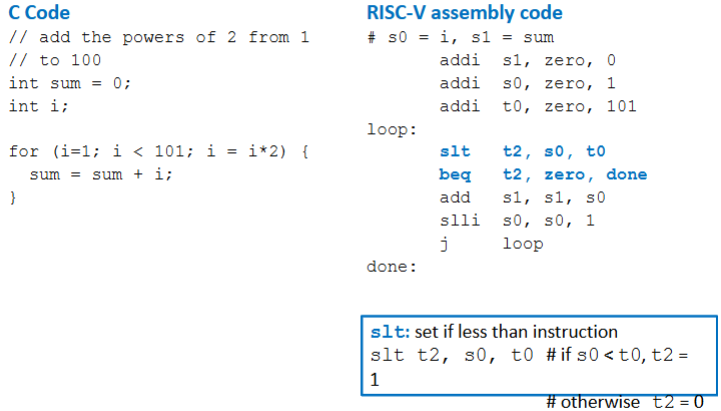 C Code
// add the powers of 2 from 1
// to 100
int sum = 0;
int i;
for (i=1; i < 101; i = i*2) {
sum = sum + i;
}
RISC-V assembly code
# s0 = i, s1 = sum
addi s1, zero, 0
addi s0, zero, 1
addi t0, zero, 101
loop:
slt t2, s0, t0
beq t2, zero, done
add s1, s1, s0
slli s0, s0, 1
j loop
done:
slt: set if less than instruction
slt t2, s0, t0 # if s0 < t0, t2 =
1
# otherwise t2 = 0